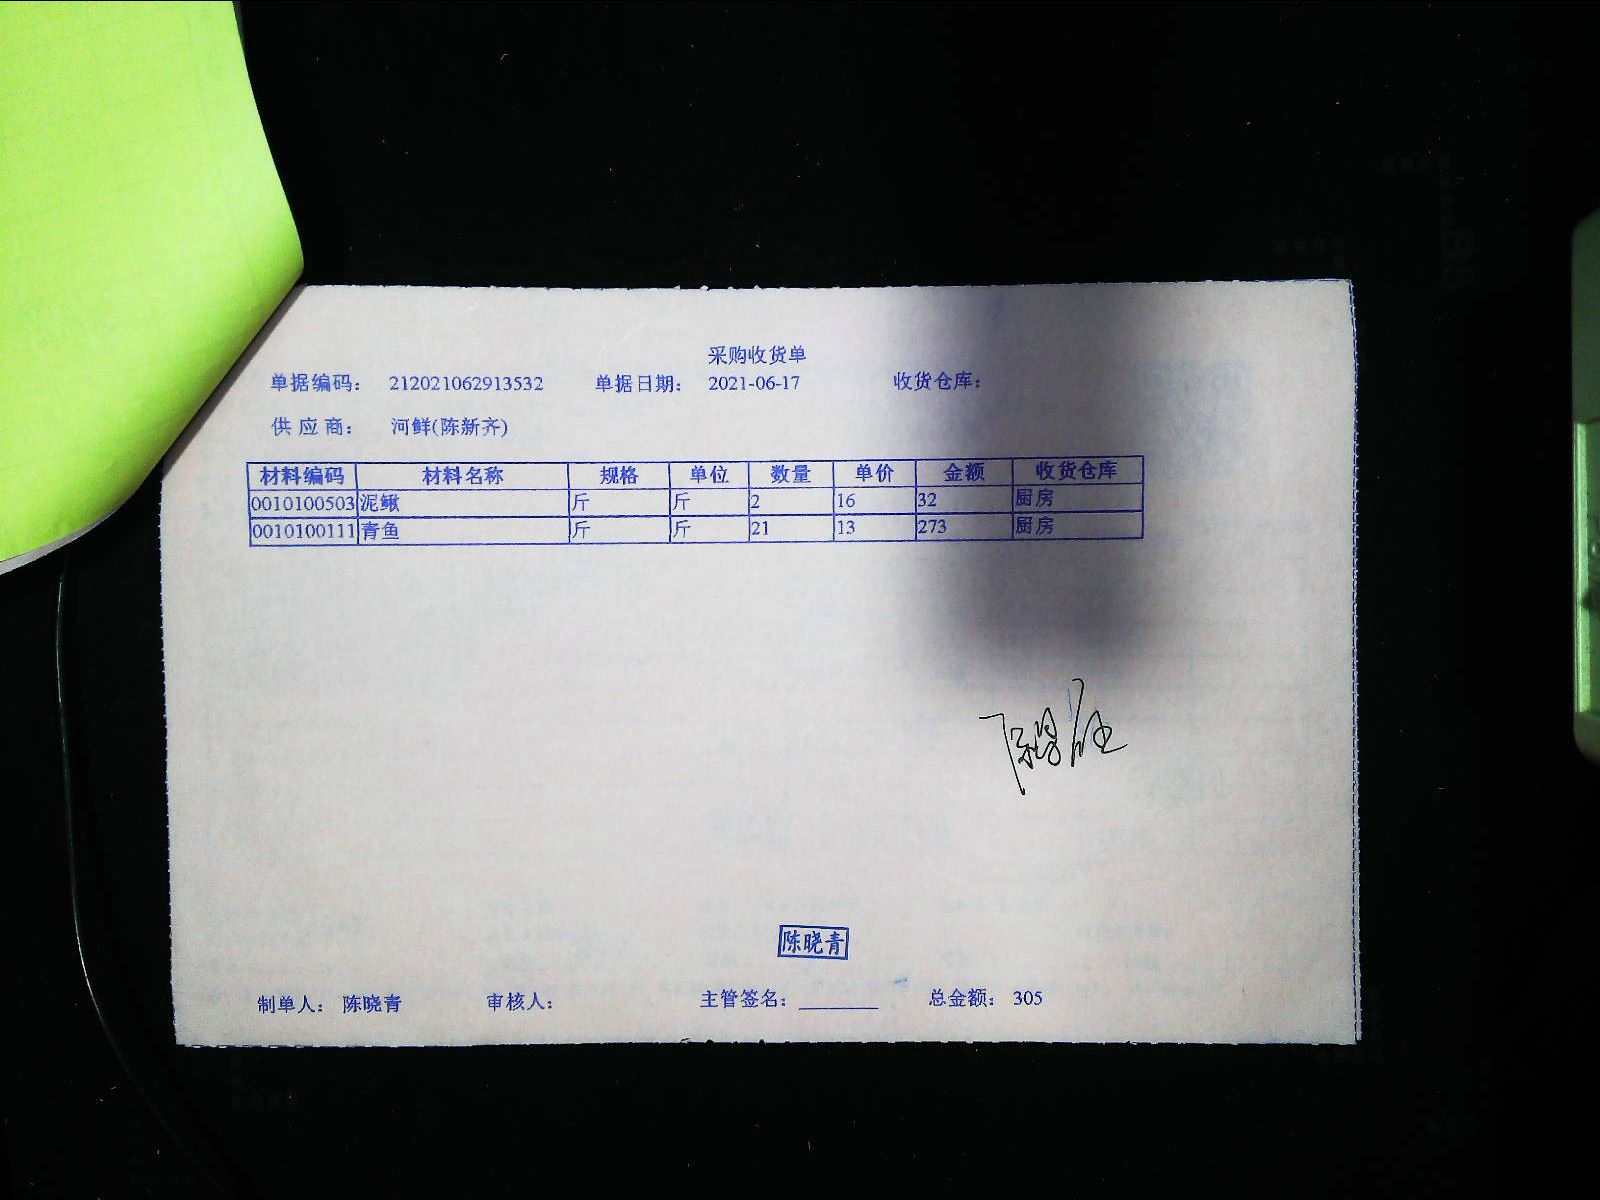 采购收货单
单据编码： 212021062913532 单据日期： 2021-06-17 收货仓库：
供应商： 河鲜(陈新齐)
材料编码 材料名称 规格 单位 数量 单价 金额 收货仓库
0010100503 泥鳅 斤 斤 2 16 32 厨房
0010100111 青鱼 斤 斤 21 13 273 厨房
陈晓青
制单人： 陈晓青 审核人： 主管签名： 总金额： 305